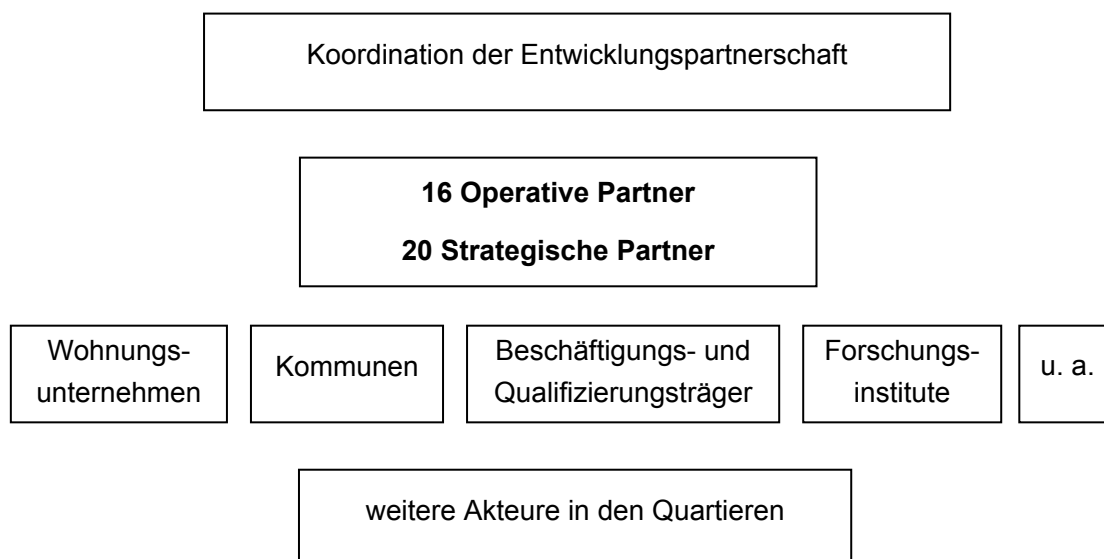 Koordination der Entwicklungspartnerschaft
16 Operative Partner
20 Strategische Partner
Wohnungs-
unternehmen
Kommunen
Beschäftigungs- und
Qualifizierungsträger
Forschungs-
institute
u. a.
weitere Akteure in den Quartieren